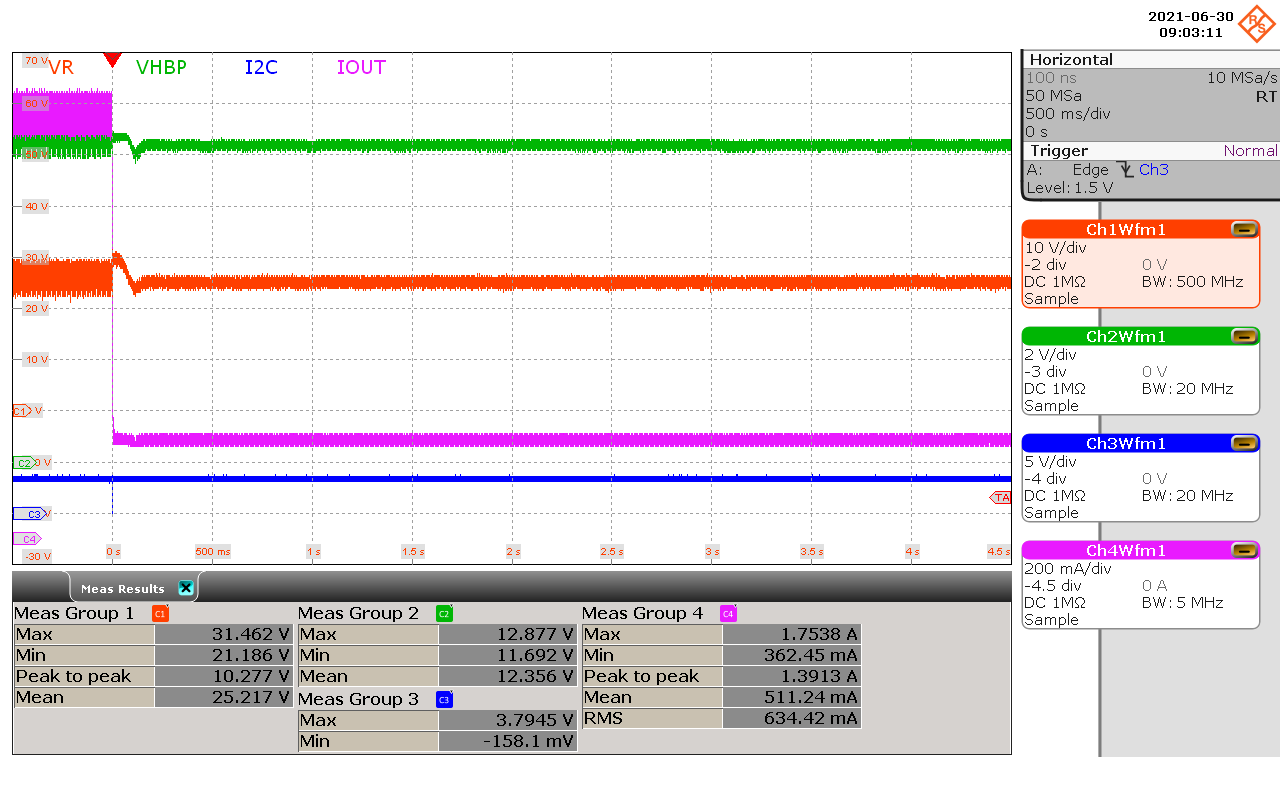 2021-06-30
09:03:11
R&S
VR VHBP I2C IOUT
70 V
60 V
50 V
40 V
30 V
20 V
10 V
C1 V
C2 0 V
C3 V
C4
-30 V
TA
0 s 500 ms 1 s 1.5 s 2 s 2.5 s 3 s 3.5 s 4 s 4.5 s
Horizontal
100 ns 10 MSa/s
50 MSa RT
500 ms/div
0 s
Trigger Normal
A: Edge Ch3
Level: 1.5 V
Ch1Wfm1
10 V/div
-2 div 0 V
DC 1MΩ BW: 500 MHz
Sample
Ch2Wfm1
2 V/div
-3 div 0 V
DC 1MΩ BW: 20 MHz
Sample
Ch3Wfm1
5 V/div
-4 div 0 V
DC 1MΩ BW: 20 MHz
Sample
Ch4Wfm1
200 mA/div
-4.5 div 0 A
DC 1MΩ BW: 5 MHz
Sample
Meas Results
Meas Group 1 C1
Max 31.462 V
Min 21.186 V
Peak to peak 10.277 V
Mean 25.217 V
Meas Group 2 C2
Max 12.877 V
Min 11.692 V
Mean 12.356 V
Meas Group 3 C3
Max 3.7945 V
Min -158.1 mV
Meas Group 4 C4
Max 1.7538 A
Min 362.45 mA
Peak to peak 1.3913 A
Mean 511.24 mA
RMS 634.42 mA